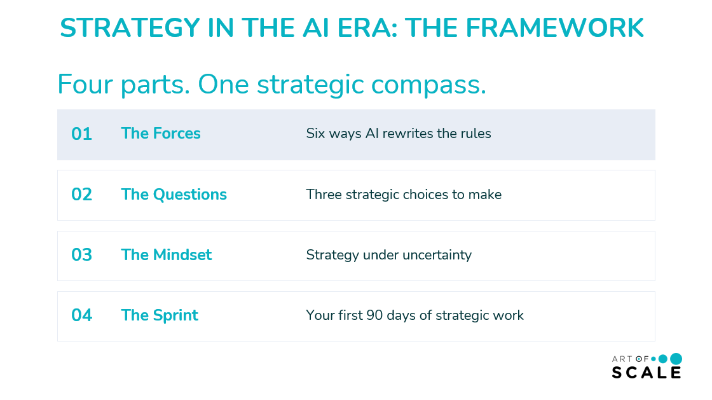 STRATEGY IN THE AI ERA: THE FRAMEWORK
Four parts. One strategic compass.
01 The Forces Six ways AI rewrites the rules
02 The Questions Three strategic choices to make
03 The Mindset Strategy under uncertainty
04 The Sprint Your first 90 days of strategic work
ART OF
SCALE